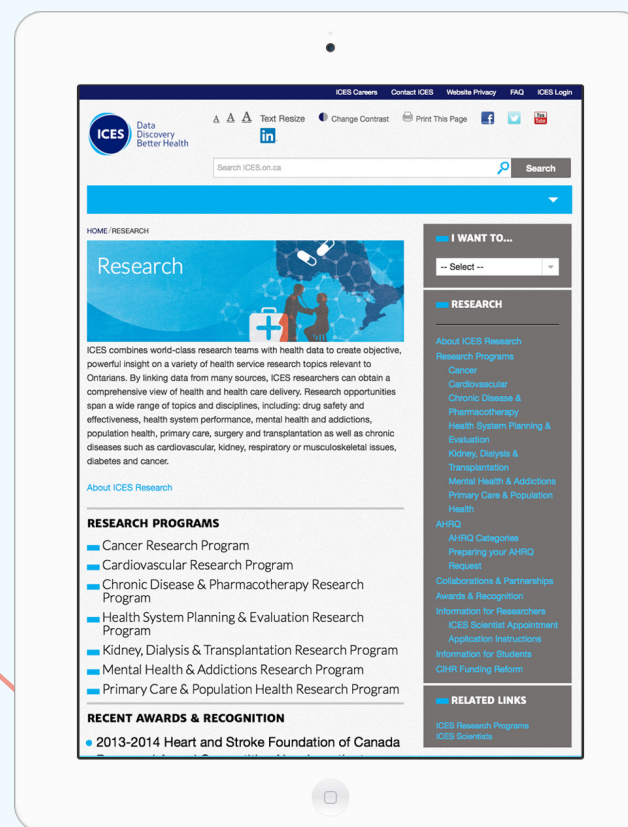 ICES Careers Contact ICES Website Privacy FAQ ICES Login
ICES
Data
Discovery
Better Health
A A A Text Resize Change Contrast Print This Page f You Tube
in
Search ICES.on.ca Search
HOME/RESEARCH
Research
ICES combines world-class research teams with health data to create objective,
powerful insight on a variety of health service research topics relevant to
Ontarians. By linking data from many sources, ICES researchers can obtain a
comprehensive view of health and health care delivery. Research opportunities
span a wide range of topics and disciplines, including: drug safety and
effectiveness, health system performance, mental health and addictions,
population health, primary care, surgery and transplantation as well as chronic
diseases such as cardiovascular, kidney, respiratory or musculoskeletal issues,
diabetes and cancer.
About ICES Research
RESEARCH PROGRAMS
Cancer Research Program
Cardiovascular Research Program
Chronic Disease & Pharmacotherapy Research
Program
Health System Planning & Evaluation Research
Program
Kidney, Dialysis & Transplantation Research Program
Mental Health & Addictions Research Program
Primary Care & Population Health Research Program
RECENT AWARDS & RECOGNITION
2013-2014 Heart and Stroke Foundation of Canada
I WANT TO...
-- Select --
RESEARCH
About ICES Research
Research Programs
Cancer
Cardiovascular
Chronic Disease &
Pharmacotherapy
Health System Planning &
Evaluation
Kidney, Dialysis &
Transplantation
Mental Health & Addictions
Primary Care & Population
Health
AHRQ
AHRQ Categories
Preparing your AHRQ
Request
Collaborations & Partnerships
Awards & Recognition
Information for Researchers
ICES Scientist Appointment
Application Instructions
Information for Students
CIHR Funding Reform
RELATED LINKS
ICES Research Programs
ICES Scientists